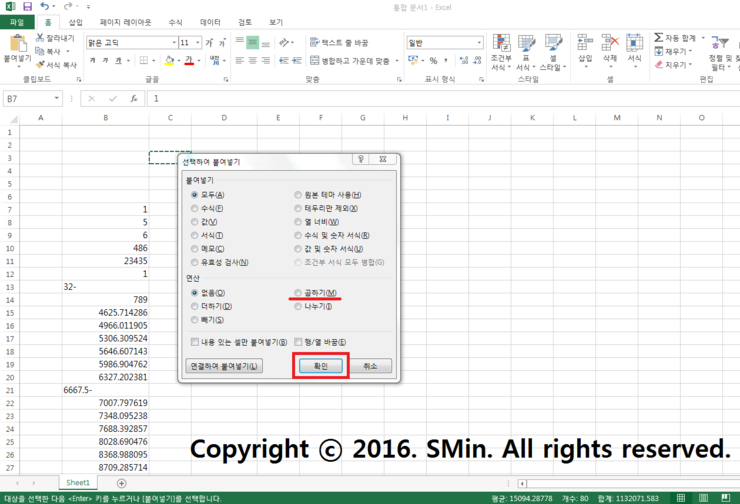 통합 문서1 - Excel
파일 홈 삽입 페이지 레이아웃 수식 데이터 검토 보기
붙여넣기
잘라내기
복사
서식 복사
클립보드
맑은 고딕 11 가 가
가 가 가 가 내천
글꼴
텍스트 줄 바꿈
병합하고 가운데 맞춤
맞춤
일반
% ,
표시 형식
조건부 서식
표 서식
셀 스타일
스타일
삽입 삭제 서식
셀
자동 합계
채우기
지우기
정렬 및 필터
편집
B7 fx 1
A B C D E F G H I J K L M N O
1
2
3
4
5
6
7 1
8 5
9 6
10 486
11 23435
12 1
13 32-
14 789
15 4625.714286
16 4966.011905
17 5306.309524
18 5646.607143
19 5986.904762
20 6327.202381
21 6667.5-
22 7007.797619
23 7348.095238
24 7688.392857
25 8028.690476
26 8368.988095
27 8709.285714
선택하여 붙여넣기
붙여넣기
모두(A) 원본 테마 사용(H)
수식(F) 테두리만 제외(X)
값(V) 열 너비(W)
서식(T) 수식 및 숫자 서식(R)
메모(C) 값 및 숫자 서식(U)
유효성 검사(N) 조건부 서식 모두 병합(G)
연산
없음(O) 곱하기(M)
더하기(D) 나누기(I)
빼기(S)
내용 있는 셀만 붙여넣기(B) 행/열 바꿈(E)
연결하여 붙여넣기(L) 확인 취소
Copyright ⓒ 2016. SMin. All rights reserved.
Sheet1
대상을 선택한 다음 <Enter> 키를 누르거나 [붙여넣기]를 선택합니다. 평균: 15094.28778 개수: 80 합계: 1132071.583